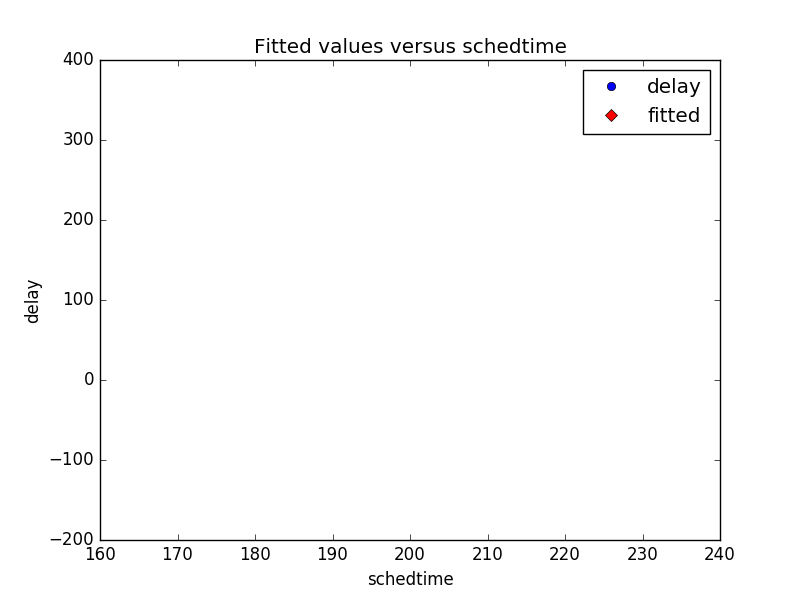 Fitted values versus schedtime
400
300
200
100
0
−100
−200
delay
delay
fitted
160 170 180 190 200 210 220 230 240
schedtime